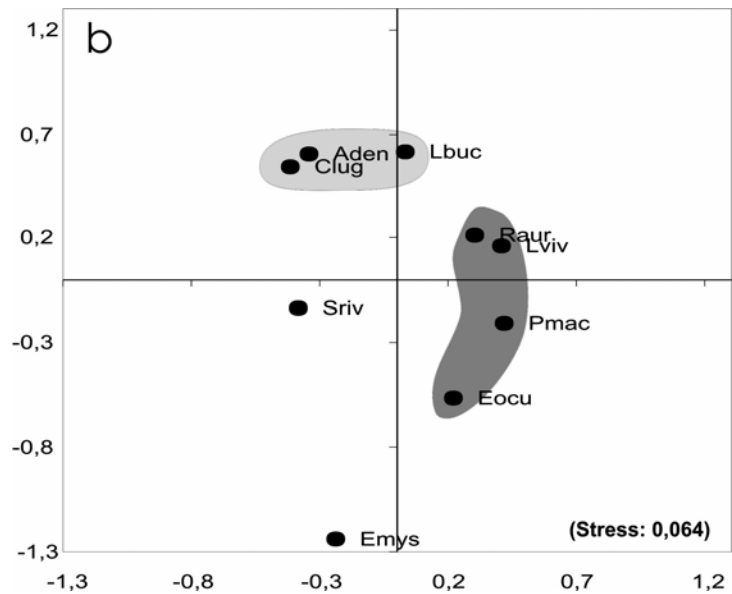 1,2
b
0,7
Aden
Lbuc
Clug
0,2
Raur
Lviv
Sriv
-0,3
Pmac
Eocu
-0,8
Emys
(Stress: 0,064)
-1,3
-1,3 -0,8 -0,3 0,2 0,7 1,2